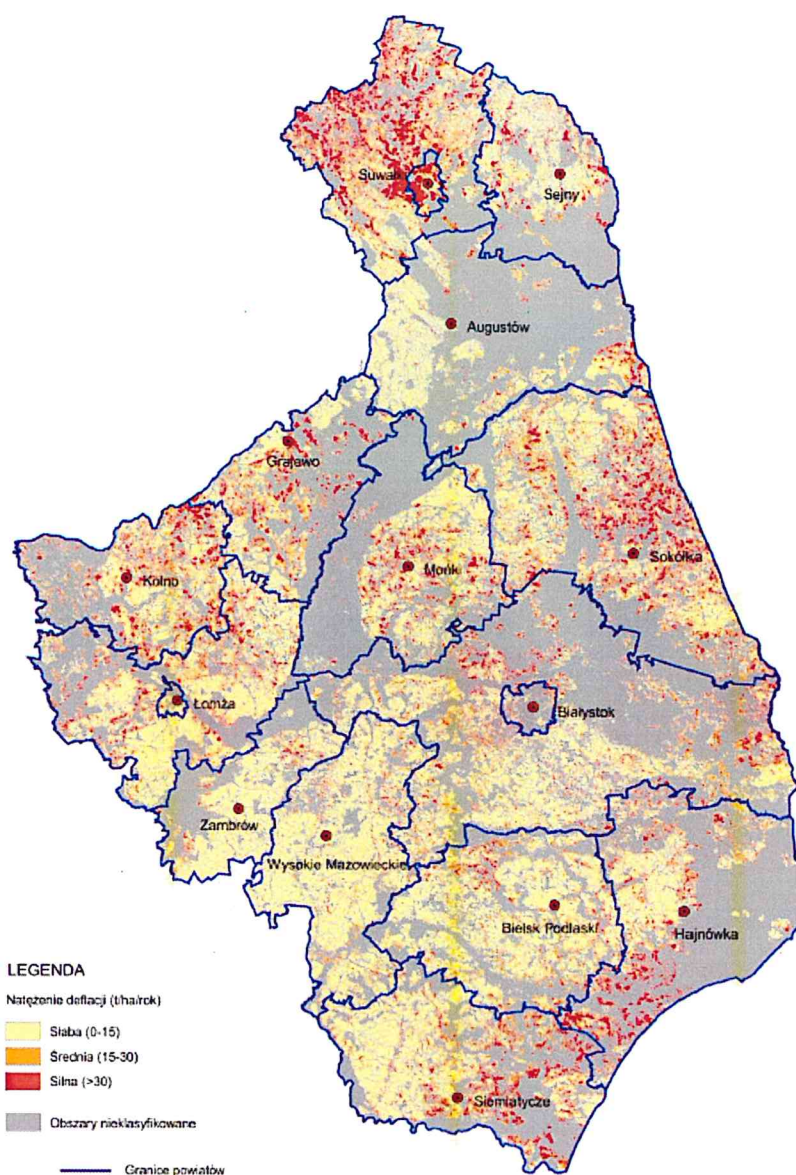 Suwałki
Sejny
Augustów
Grajewo
Kolno
Mońki
Sokółka
Łomża
Białystok
Zambrów
Wysokie Mazowieckie
Bielsk Podlaski
Hajnówka
Siemiatycze
LEGENDA
Natężenie deflacji (t/ha/rok)
Słaba (0-15)
Średnia (15-30)
Silna (>30)
Obszary nieklasyfikowane
Granice powiatów